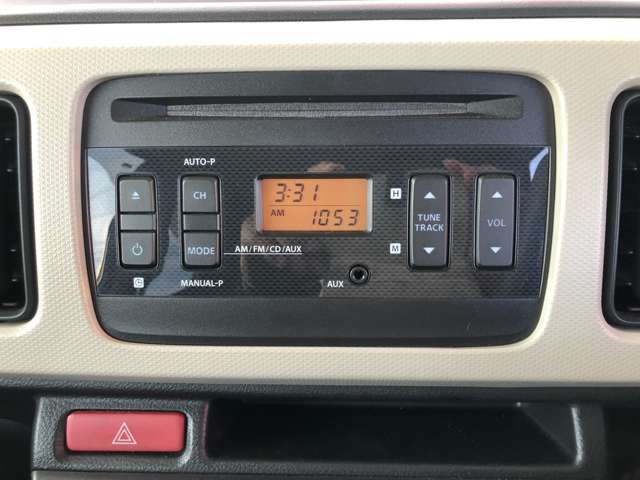 AUTO-P
CH
MODE
AM/FM/CD/AUX
MANUAL-P
C
3:31
AM 1053
AUX
H
M
TUNE
TRACK
VOL